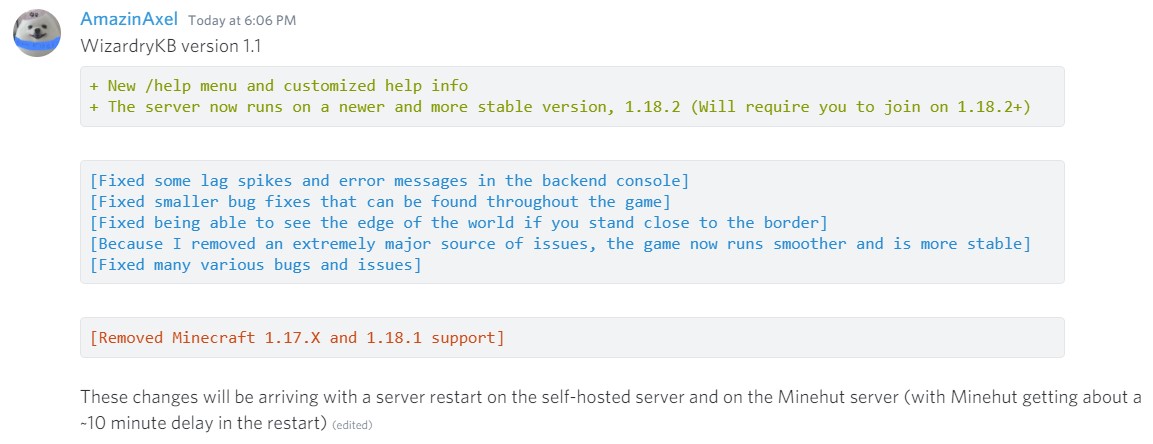 AmazinAxel Today at 6:06 PM
WizardryKB version 1.1
+ New /help menu and customized help info
+ The server now runs on a newer and more stable version, 1.18.2 (Will require you to join on 1.18.2+)
[Fixed some lag spikes and error messages in the backend console]
[Fixed smaller bug fixes that can be found throughout the game]
[Fixed being able to see the edge of the world if you stand close to the border]
[Because I removed an extremely major source of issues, the game now runs smoother and is more stable]
[Fixed many various bugs and issues]
[Removed Minecraft 1.17.X and 1.18.1 support]
These changes will be arriving with a server restart on the self-hosted server and on the Minehut server (with Minehut getting about a
~10 minute delay in the restart) (edited)